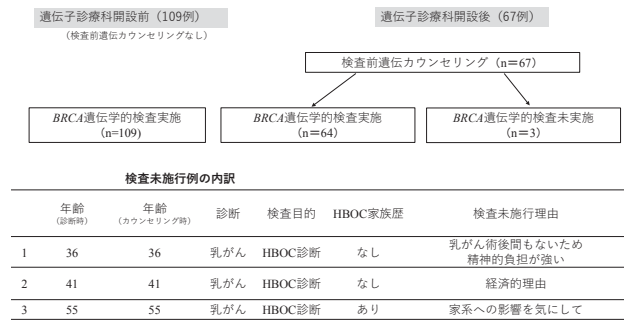 遺伝子診療科開設前（109例）
（検査前遺伝カウンセリングなし）
遺伝子診療科開設後（67例）
検査前遺伝カウンセリング（n＝67）
BRCA遺伝学的検査実施
(n=109)
BRCA遺伝学的検査実施
（n＝64）
BRCA遺伝学的検査未実施
（n＝3）
検査未施行例の内訳
年齢
（診断時）
年齢
（カウンセリング時）
診断
検査目的
HBOC家族歴
検査未施行理由
1 36 36 乳がん HBOC診断 なし 乳がん術後間もないため
精神的負担が強い
2 41 41 乳がん HBOC診断 なし 経済的理由
3 55 55 乳がん HBOC診断 あり 家系への影響を気にして